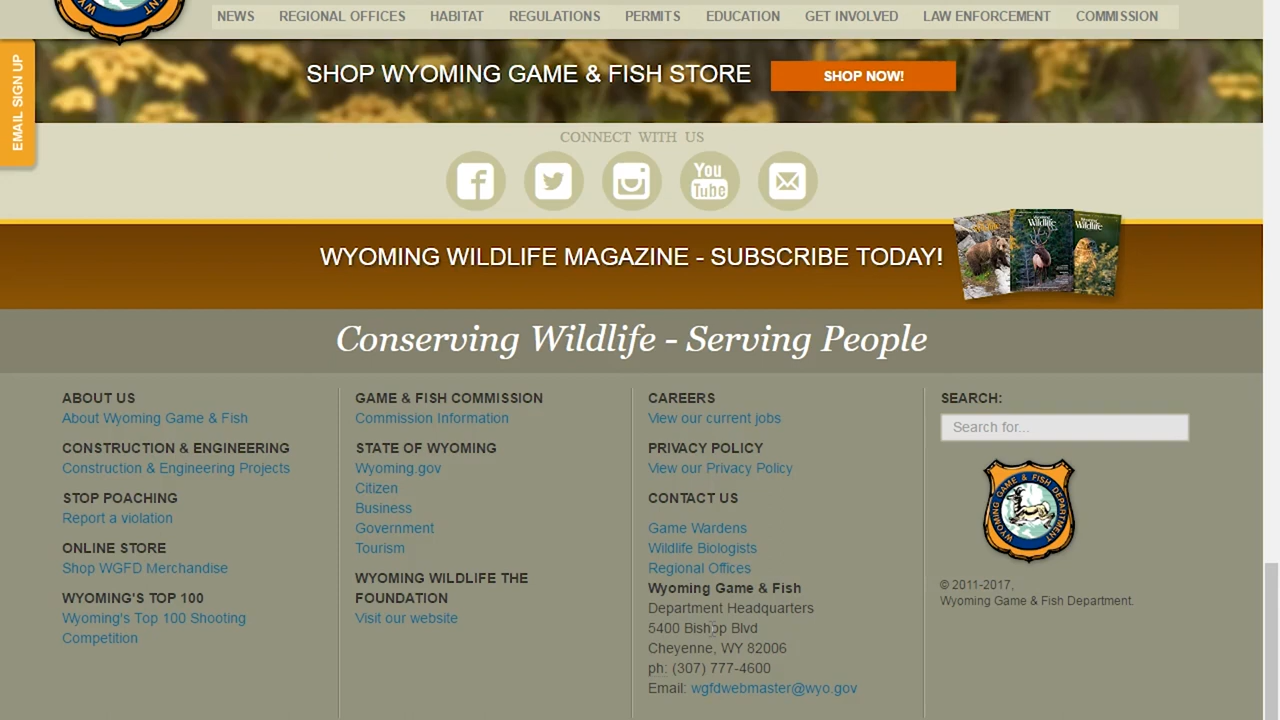 NEWS REGIONAL OFFICES HABITAT REGULATIONS PERMITS EDUCATION GET INVOLVED LAW ENFORCEMENT COMMISSION
EMAIL SIGN UP
SHOP WYOMING GAME & FISH STORE
SHOP NOW!
CONNECT WITH US
You
Tube
WYOMING WILDLIFE MAGAZINE - SUBSCRIBE TODAY!
Wildlife
Wildlife
Conserving Wildlife - Serving People
ABOUT US
About Wyoming Game & Fish
CONSTRUCTION & ENGINEERING
Construction & Engineering Projects
STOP POACHING
Report a violation
ONLINE STORE
Shop WGFD Merchandise
WYOMING'S TOP 100
Wyoming's Top 100 Shooting
Competition
GAME & FISH COMMISSION
Commission Information
STATE OF WYOMING
Wyoming.gov
Citizen
Business
Government
Tourism
WYOMING WILDLIFE THE
FOUNDATION
Visit our website
CAREERS
View our current jobs
PRIVACY POLICY
View our Privacy Policy
CONTACT US
Game Wardens
Wildlife Biologists
Regional Offices
Wyoming Game & Fish
Department Headquarters
5400 Bishop Blvd
Cheyenne, WY 82006
ph: (307) 777-4600
Email: wgfdwebmaster@wyo.gov
SEARCH:
Search for...
WYOMING GAME & FISH DEPARTMENT
© 2011-2017,
Wyoming Game & Fish Department.